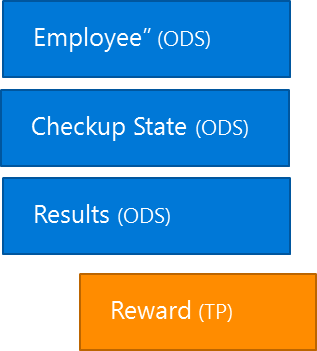 Employee” (ODS)
Checkup State (ODS)
Results (ODS)
Reward (TP)